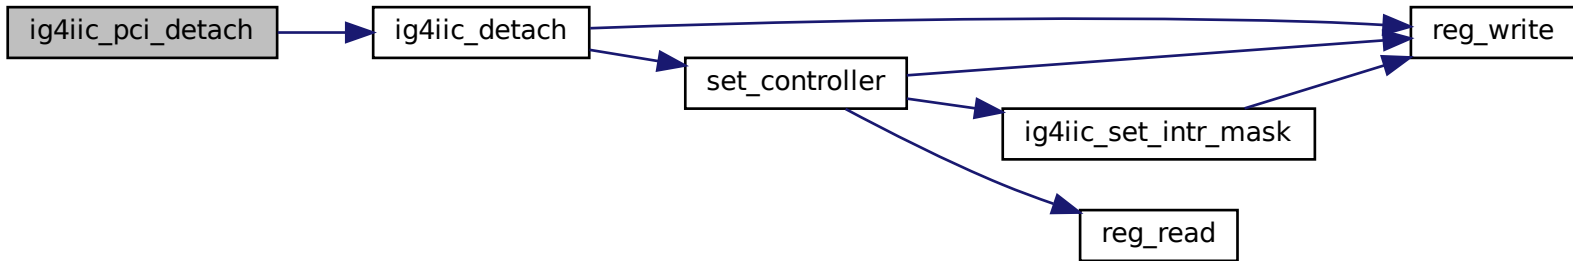 ig4iic_pci_detach
ig4iic_detach
reg_write
set_controller
ig4iic_set_intr_mask
reg_read